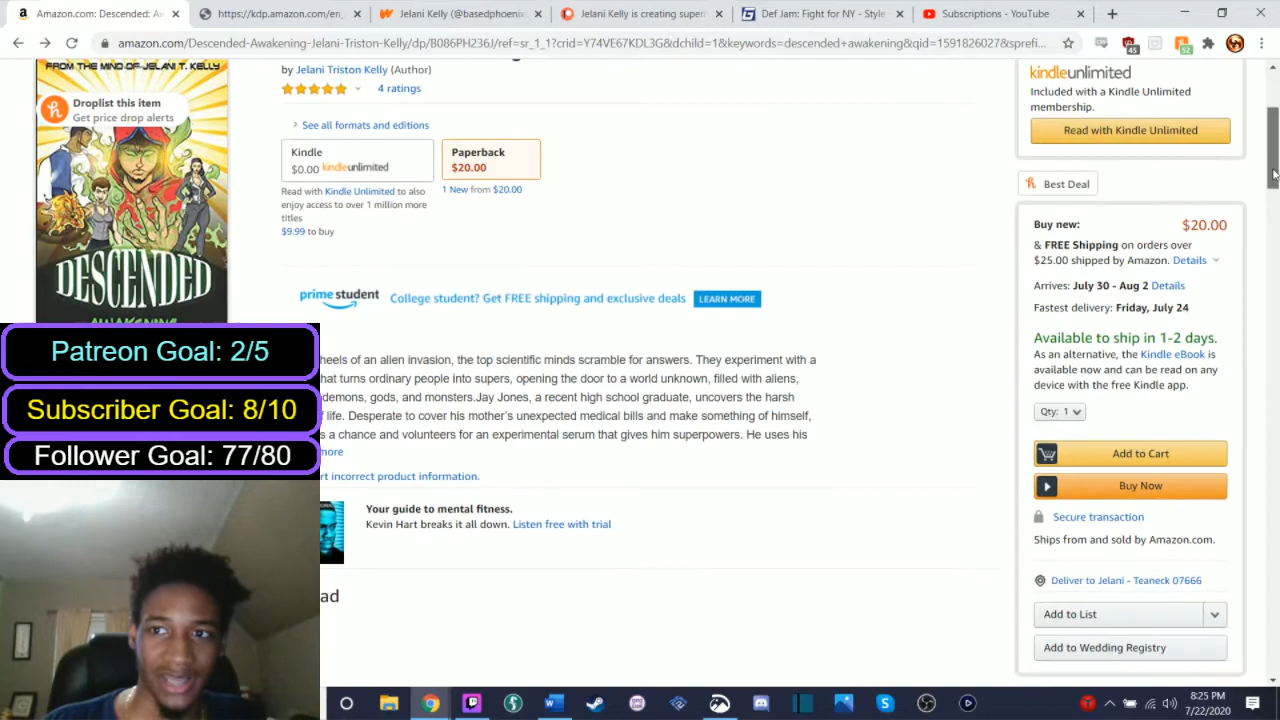 Descended: Aw
https://kdp.amazon.com/en_
Jelani Kelly (@basedphoenix
Jelani Kelly is creating super
Def Jam: Fight for NY - Style
Subscriptions - YouTube
amazon.com/Descended-Awakening-Jelani-Triston-Kelly/dp/B086PH236J/ref=sr_1_1?crid=Y74VE67KDL3G&dchild=1&keywords=descended+awakening&qid=1591826027&sprefi...
45
52
FROM THE MIND OF JELANI T. KELLY
Droplist this item
Get price drop alerts
DESCENDED
AWAKENING
by Jelani Triston Kelly (Author)
4 ratings
See all formats and editions
Kindle
$0.00 kindleunlimited
Paperback
$20.00
Read with Kindle Unlimited to also
enjoy access to over 1 million more
titles
$9.99 to buy
1 New from $20.00
prime student
College student? Get FREE shipping and exclusive deals
LEARN MORE
heels of an alien invasion, the top scientific minds scramble for answers. They experiment with a
hat turns ordinary people into supers, opening the door to a world unknown, filled with aliens,
demons, gods, and monsters.Jay Jones, a recent high school graduate, uncovers the harsh
f life. Desperate to cover his mother's unexpected medical bills and make something of himself,
s a chance and volunteers for an experimental serum that gives him superpowers. He uses his
more
rt incorrect product information.
Your guide to mental fitness.
Kevin Hart breaks it all down. Listen free with trial
ad
kindleunlimited
Included with a Kindle Unlimited
membership.
Read with Kindle Unlimited
Best Deal
Buy new:
$20.00
& FREE Shipping on orders over
$25.00 shipped by Amazon. Details
Arrives: July 30 - Aug 2 Details
Fastest delivery: Friday, July 24
Available to ship in 1-2 days.
As an alternative, the Kindle eBook is
available now and can be read on any
device with the free Kindle app.
Qty: 1
Add to Cart
Buy Now
Secure transaction
Ships from and sold by Amazon.com.
Deliver to Jelani - Teaneck 07666
Add to List
Add to Wedding Registry
Patreon Goal: 2/5
Subscriber Goal: 8/10
Follower Goal: 77/80
8:25 PM
7/22/2020